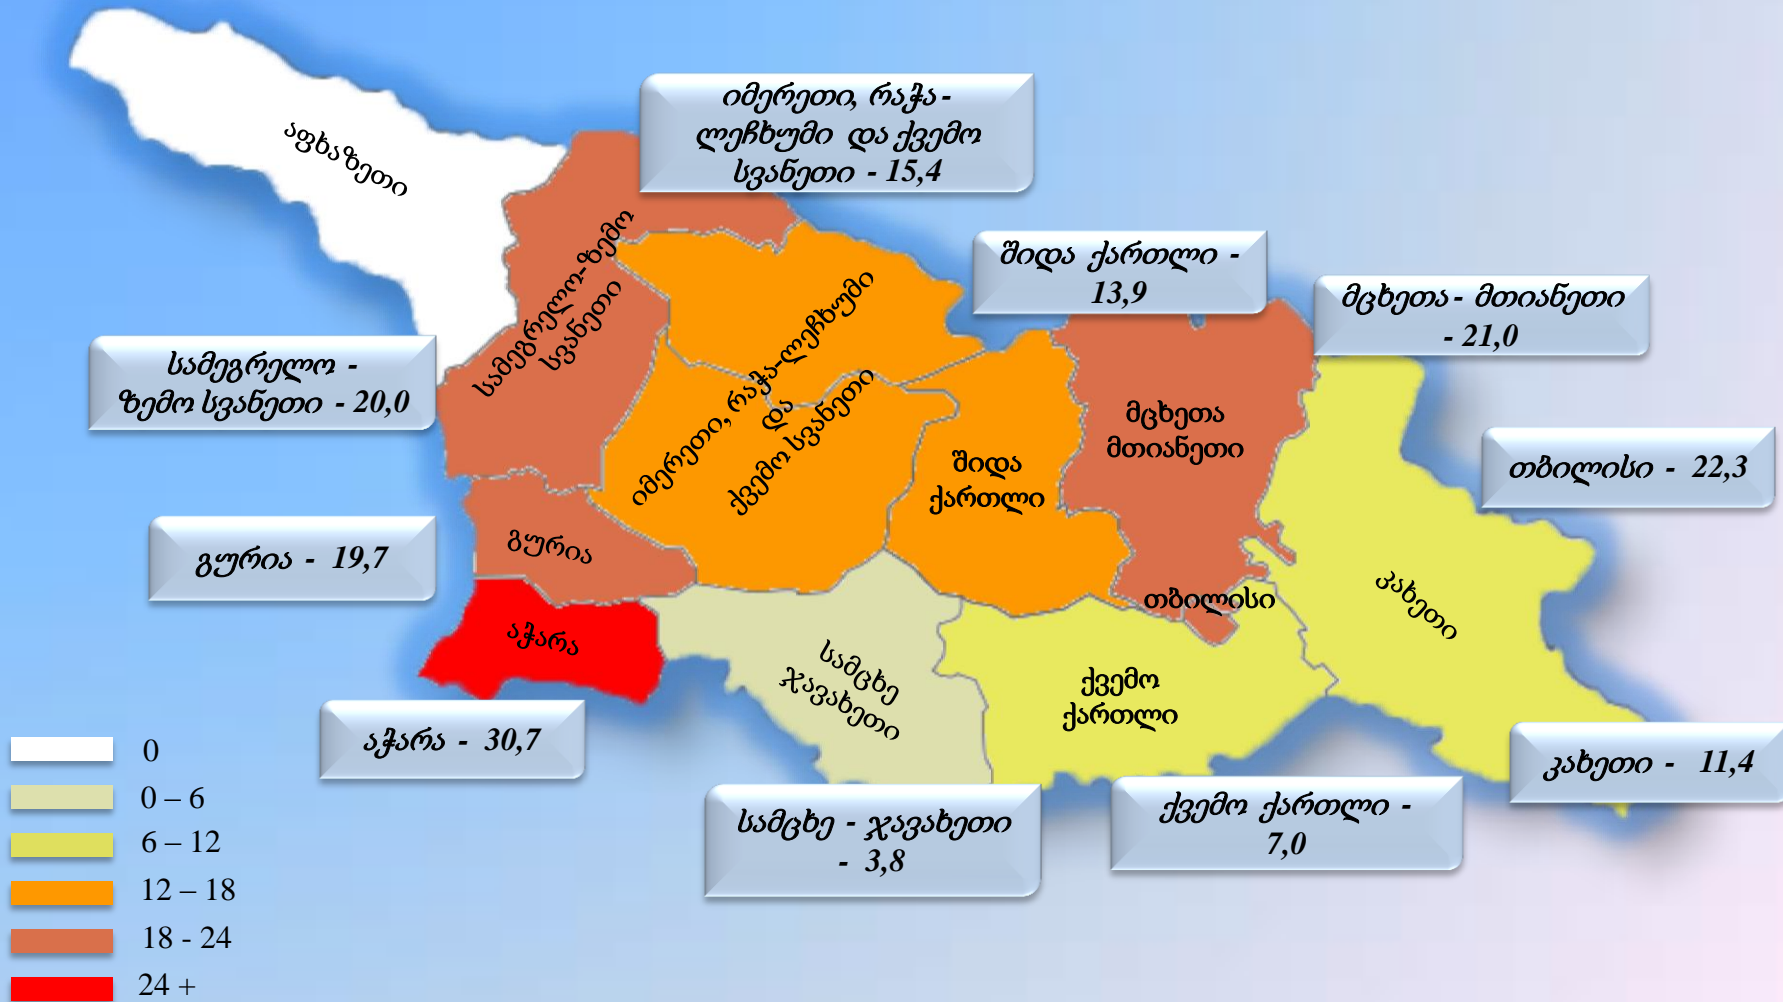 იმერეთი, რაჭა -
ლეჩხუმი და ქვემო
სვანეთი - 15,4
აფხაზეთი
შიდა ქართლი -
13,9
მცხეთა - მთიანეთი
- 21,0
სამეგრელო-ზემო
სვანეთი
სამეგრელო -
ზემო სვანეთი - 20,0
იმერეთი, რაჭა-ლეჩხუმი
და
ქვემო სვანეთი
მცხეთა
მთიანეთი
შიდა
ქართლი
თბილისი - 22,3
გურია - 19,7
გურია
თბილისი
კახეთი
აჭარა
სამცხე
ჯავახეთი
ქვემო
ქართლი
აჭარა - 30,7
კახეთი - 11,4
სამცხე - ჯავახეთი
- 3,8
ქვემო ქართლი -
7,0
0
0 – 6
6 – 12
12 – 18
18 - 24
24 +